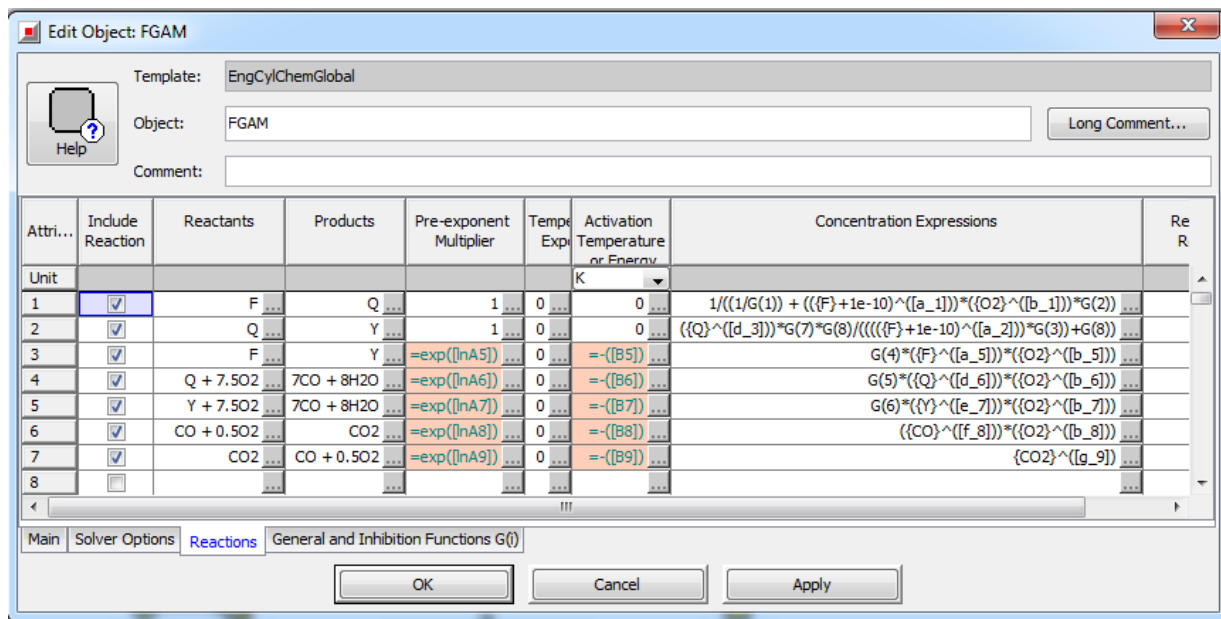 Edit Object: FGAM
Template: EngCylChemGlobal
Help
Object: FGAM Long Comment...
Comment:
Attri... Include Reaction Reactants Products Pre-exponent Multiplier Tempe Expo Activation Temperature or Energy Concentration Expressions Re R
Unit K
1 F ... Q ... 1 ... 0 ... 0 ... 1/((1/G(1)) + (({F}+1e-10)^([a_1]))*({O2}^([b_1]))*G(2)) ...
2 Q ... Y ... 1 ... 0 ... 0 ... ({Q}^([d_3]))*G(7)*G(8)/(((({F}+1e-10)^([a_2]))*G(3))+G(8)) ...
3 F ... Y ... =exp([lnA5]) ... 0 ... =-([B5]) ... G(4)*({F}^([a_5]))*({O2}^([b_5])) ...
4 Q + 7.5O2 ... 7CO + 8H2O ... =exp([lnA6]) ... 0 ... =-([B6]) ... G(5)*({Q}^([d_6]))*({O2}^([b_6])) ...
5 Y + 7.5O2 ... 7CO + 8H2O ... =exp([lnA7]) ... 0 ... =-([B7]) ... G(6)*({Y}^([e_7]))*({O2}^([b_7])) ...
6 CO + 0.5O2 ... CO2 ... =exp([lnA8]) ... 0 ... =-([B8]) ... ({CO}^([f_8]))*({O2}^([b_8])) ...
7 CO2 ... CO + 0.5O2 ... =exp([lnA9]) ... 0 ... =-([B9]) ... {CO2}^([g_9]) ...
8 ... ... ... ... ... ...
Main Solver Options Reactions General and Inhibition Functions G(i)
OK Cancel Apply